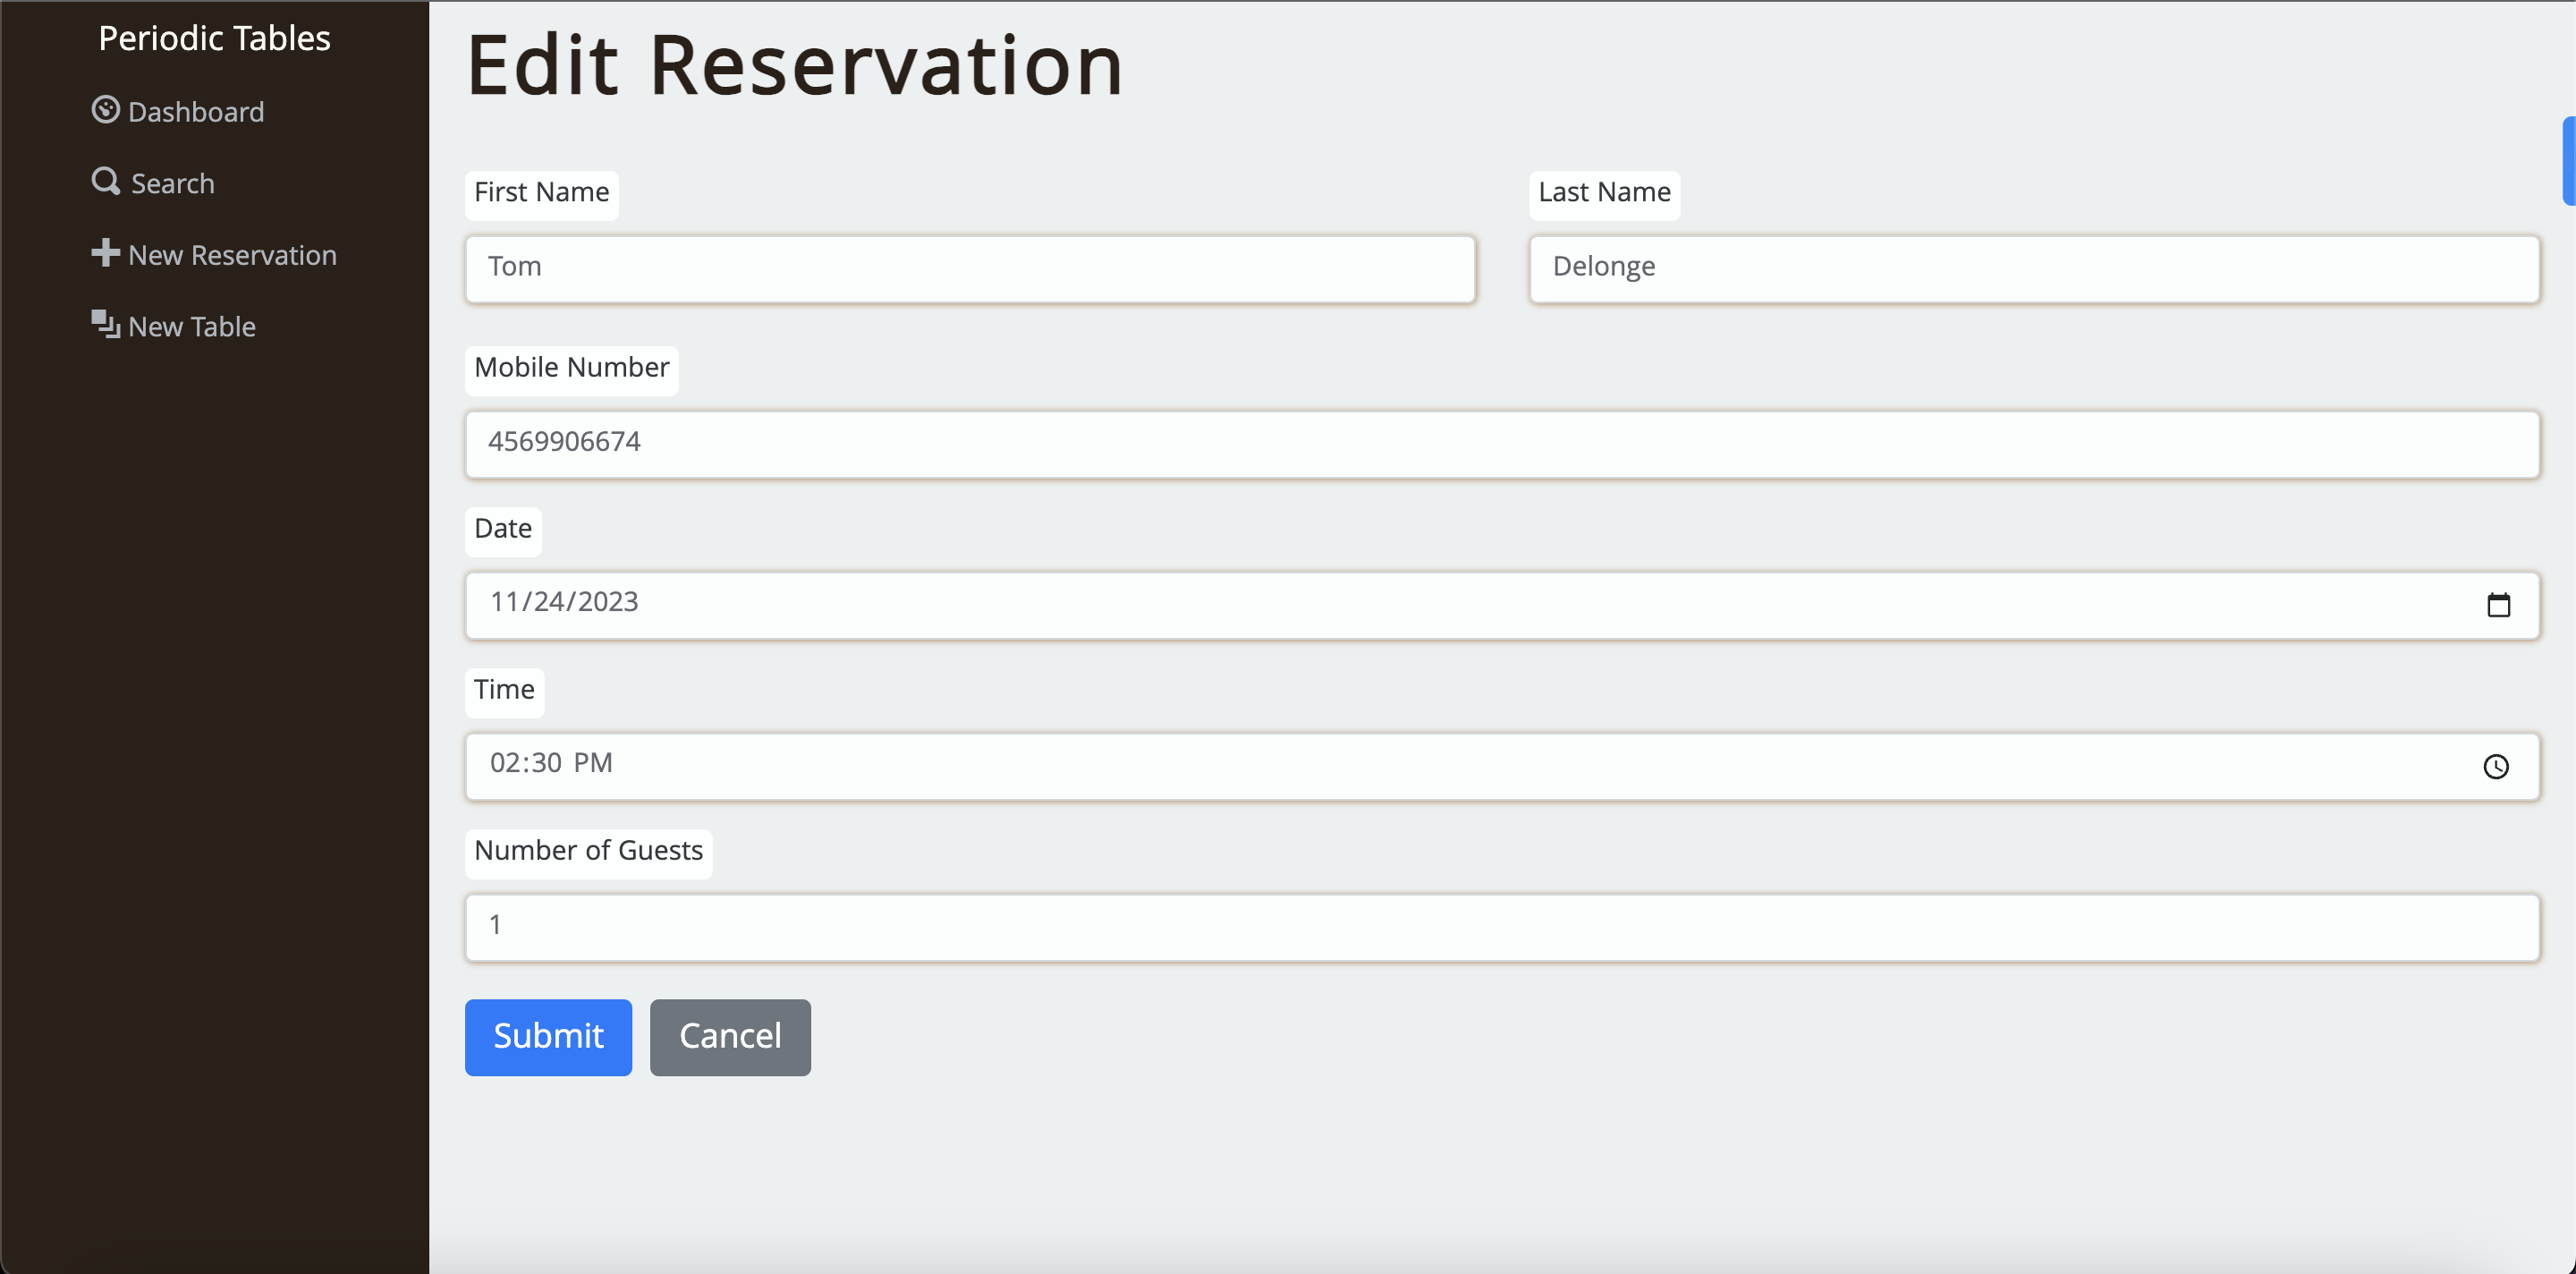 Periodic Tables
Dashboard
Search
New Reservation
New Table
Edit Reservation
First Name
Last Name
Tom
Delonge
Mobile Number
4569906674
Date
11/24/2023
Time
02:30 PM
Number of Guests
1
Submit
Cancel